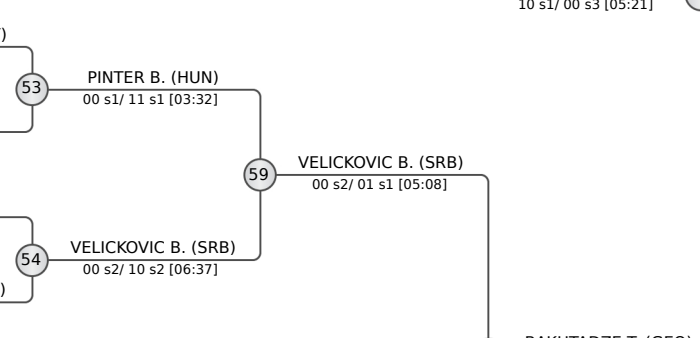 10 s1/ 00 s3 [05:21]
)
53
PINTER B. (HUN)
00 s1/ 11 s1 [03:32]
59
VELICKOVIC B. (SRB)
00 s2/ 01 s1 [05:08]
54
VELICKOVIC B. (SRB)
00 s2/ 10 s2 [06:37]
)